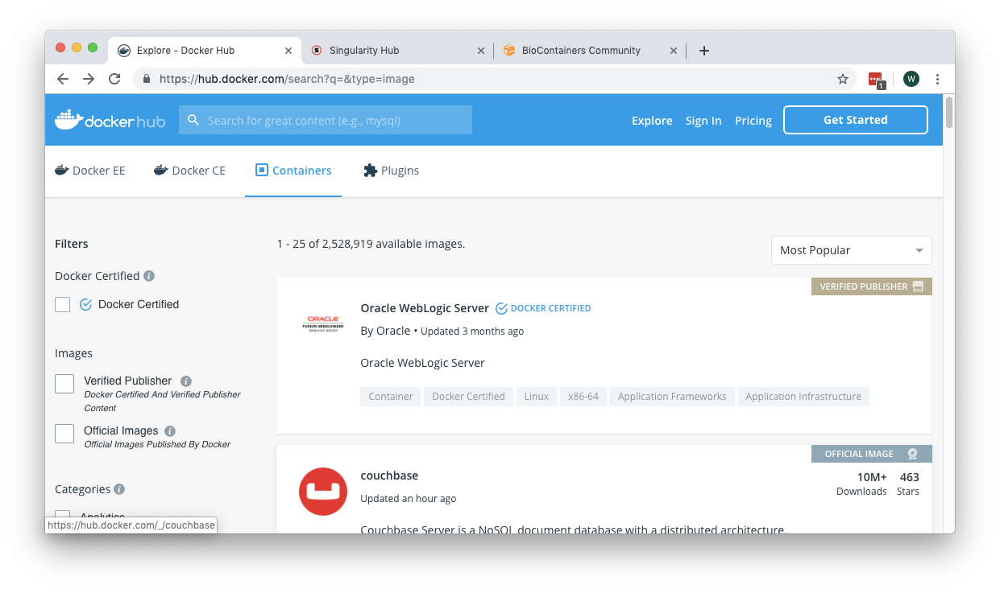 Explore - Docker Hub
Singularity Hub
BioContainers Community
https://hub.docker.com/search?q=&type=image
1
W
docker hub
Search for great content (e.g., mysql)
Explore Sign In Pricing Get Started
Docker EE Docker CE Containers Plugins
Filters
Docker Certified
Docker Certified
Images
Verified Publisher
Docker Certified And Verified Publisher
Content
Official Images
Official Images Published By Docker
Categories
Analytics
https://hub.docker.com/_/couchbase
1 - 25 of 2,528,919 available images.
Most Popular
VERIFIED PUBLISHER
ORACLE
FUSION MIDDLEWARE
WEBLOGIC SERVER
Oracle WebLogic Server DOCKER CERTIFIED
By Oracle • Updated 3 months ago
Oracle WebLogic Server
Container Docker Certified Linux x86-64 Application Frameworks Application Infrastructure
OFFICIAL IMAGE
couchbase
Updated an hour ago
10M+ 463
Downloads Stars
Couchbase Server is a NoSQL document database with a distributed architecture.